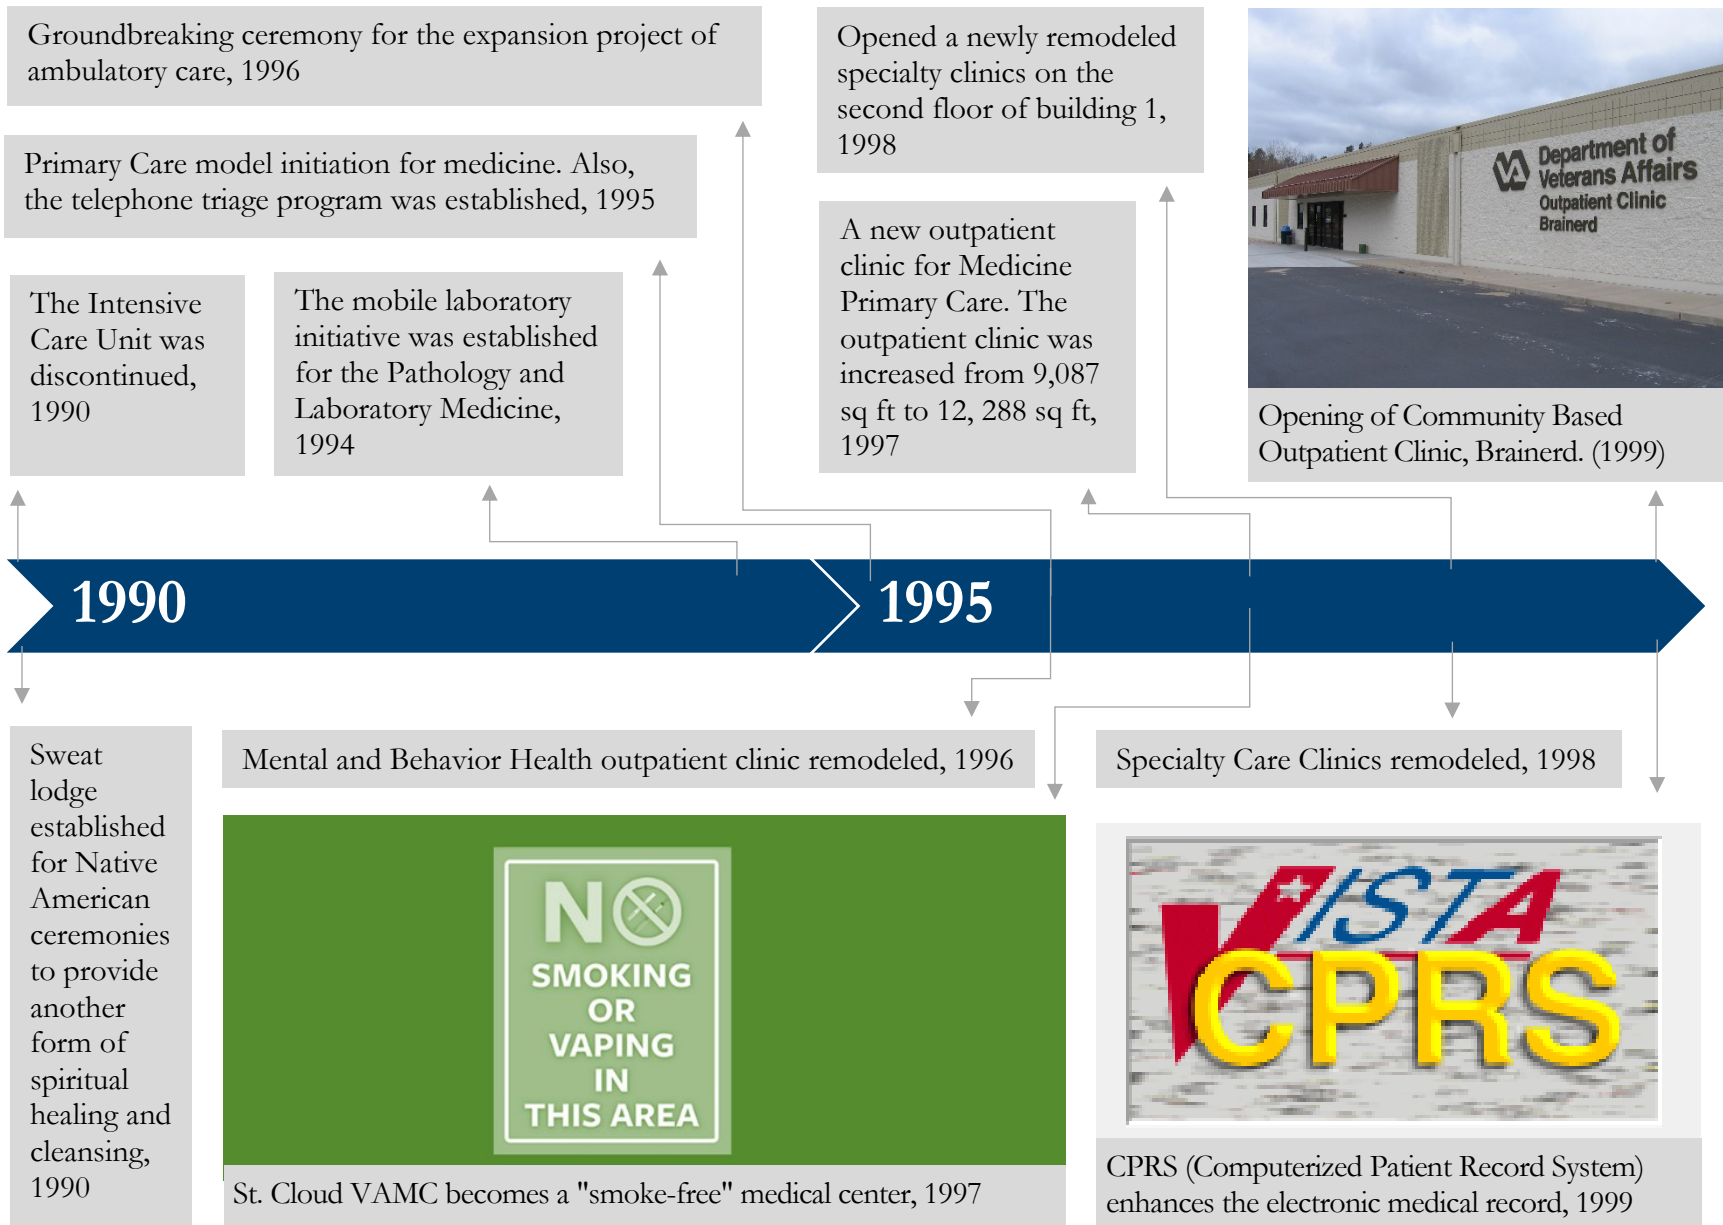 Groundbreaking ceremony for the expansion project of
ambulatory care, 1996
Primary Care model initiation for medicine. Also,
the telephone triage program was established, 1995
The Intensive
Care Unit was
discontinued,
1990
The mobile laboratory
initiative was established
for the Pathology and
Laboratory Medicine,
1994
Opened a newly remodeled
specialty clinics on the
second floor of building 1,
1998
A new outpatient
clinic for Medicine
Primary Care. The
outpatient clinic was
increased from 9,087
sq ft to 12, 288 sq ft,
1997
VA
Department of
Veterans Affairs
Outpatient Clinic
Brainerd
Opening of Community Based
Outpatient Clinic, Brainerd. (1999)
1990
1995
Sweat
lodge
established
for Native
American
ceremonies
to provide
another
form of
spiritual
healing and
cleansing,
1990
Mental and Behavior Health outpatient clinic remodeled, 1996
NO
SMOKING
OR
VAPING
IN
THIS AREA
St. Cloud VAMC becomes a "smoke-free" medical center, 1997
Specialty Care Clinics remodeled, 1998
VISTA
CPRS
CPRS (Computerized Patient Record System)
enhances the electronic medical record, 1999